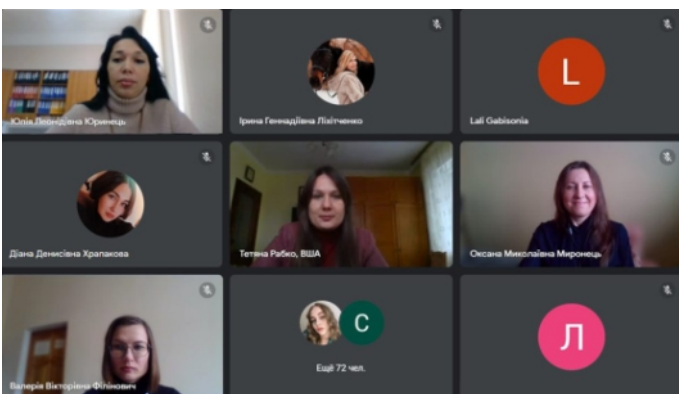 Юлія Леонідівна Юринець
Ірина Геннадіївна Ліхітченко
L
Lali Gabisonia
Діана Денисівна Храпакова
Тетяна Рабко, ВША
Оксана Миколаївна Миронець
Валерія Вікторівна Філінович
С
Ещё 72 чел.
Л